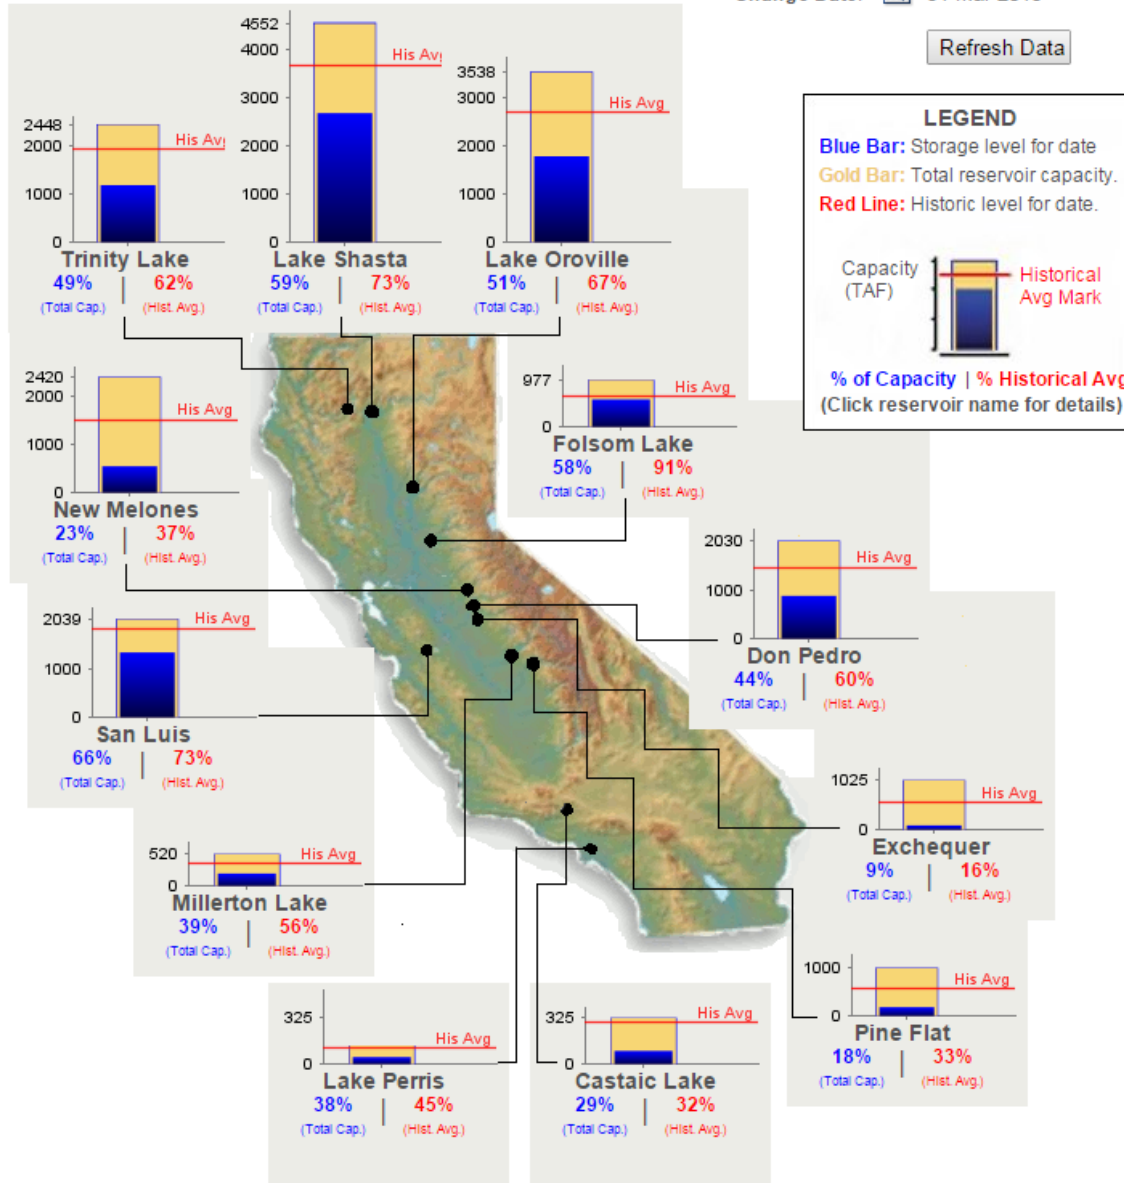 Refresh Data
LEGEND
Blue Bar: Storage level for date
Gold Bar: Total reservoir capacity.
Red Line: Historic level for date.
Capacity
(TAF)
Historical
Avg Mark
% of Capacity | % Historical Avg
(Click reservoir name for details)
4552
4000
3000
2000
1000
0
His Av
Lake Shasta
59% | 73%
(Total Cap.) (Hist. Avg.)
3538
3000
2000
1000
0
His Avg
Lake Oroville
51% | 67%
(Total Cap.) (Hist. Avg.)
2448
2000
1000
0
His Av
Trinity Lake
49% | 62%
(Total Cap.) (Hist. Avg.)
2420
2000
1000
0
His Avg
New Melones
23% | 37%
(Total Cap.) (Hist. Avg.)
977
0
His Avg
Folsom Lake
58% | 91%
(Total Cap.) (Hist. Avg.)
2030
1000
0
His Avg
Don Pedro
44% | 60%
(Total Cap.) (Hist. Avg.)
2039
1000
0
His Avg
San Luis
66% | 73%
(Total Cap.) (Hist. Avg.)
1025
0
His Avg
Exchequer
9% | 16%
(Total Cap.) (Hist. Avg.)
520
0
His Avg
Millerton Lake
39% | 56%
(Total Cap.) (Hist. Avg.)
1000
0
His Avg
Pine Flat
18% | 33%
(Total Cap.) (Hist. Avg.)
325
0
His Avg
Lake Perris
38% | 45%
(Total Cap.) (Hist. Avg.)
325
0
His Avg
Castaic Lake
29% | 32%
(Total Cap.) (Hist. Avg.)